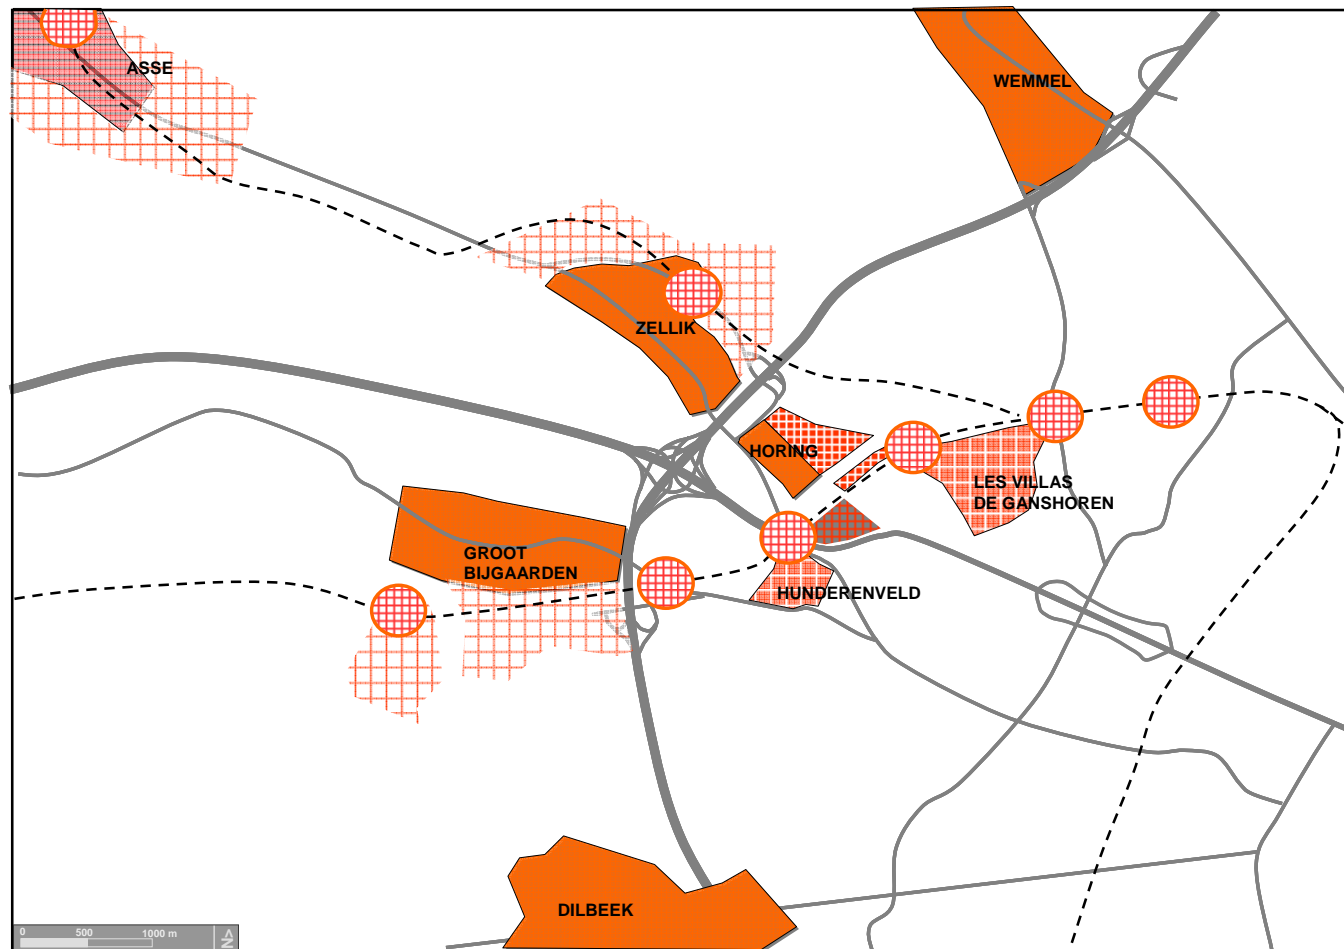 ASSE
WEMMEL
ZELLIK
HORING
LES VILLAS
DE GANSHOREN
GROOT
BIJGAARDEN
HUNDERENVELD
DILBEEK
0 500 1000 m
N>